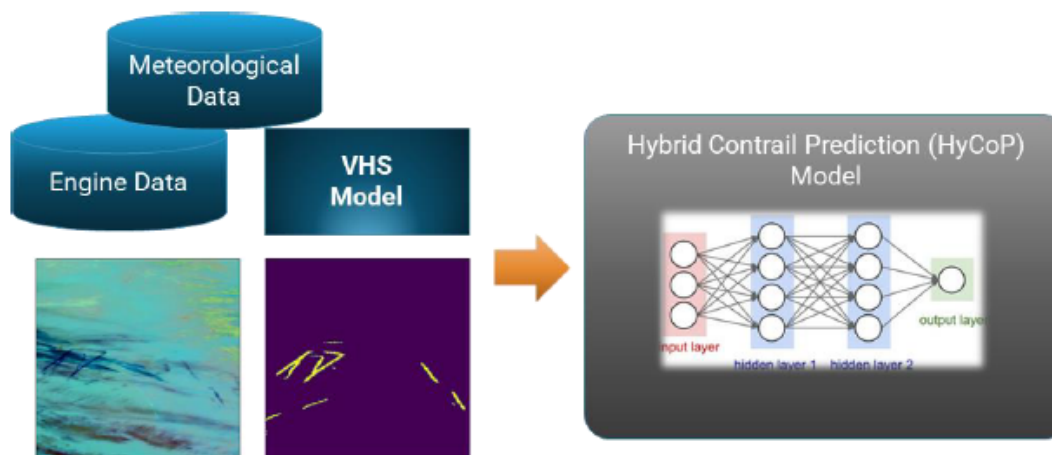 Meteorological
Data
Engine Data
VHS
Model
Hybrid Contrail Prediction (HyCoP)
Model
input layer
hidden layer 1
hidden layer 2
output layer